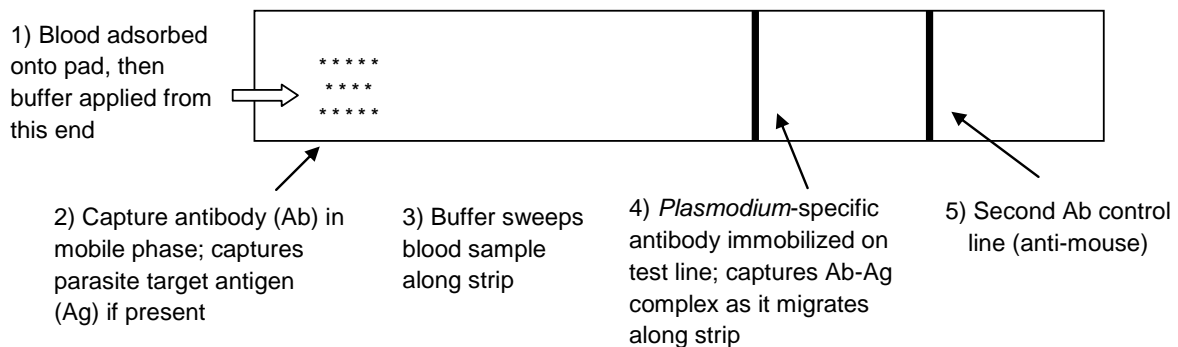 1) Blood adsorbed
onto pad, then
buffer applied from
this end
* * * * *
* * * *
* * * * *
2) Capture antibody (Ab) in
mobile phase; captures
parasite target antigen
(Ag) if present
3) Buffer sweeps
blood sample
along strip
4) Plasmodium-specific
antibody immobilized on
test line; captures Ab-Ag
complex as it migrates
along strip
5) Second Ab control
line (anti-mouse)